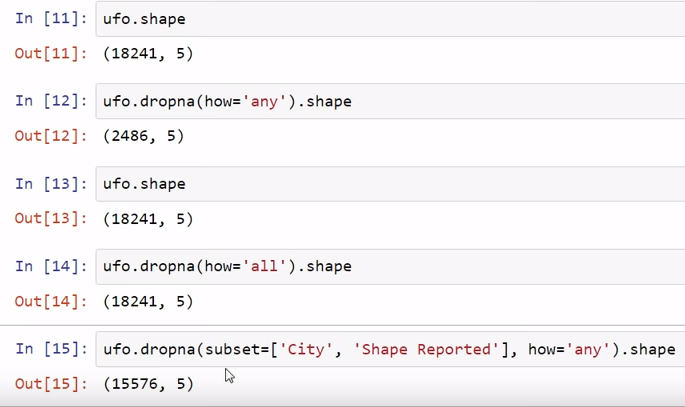 In [11]: ufo.shape
Out[11]: (18241, 5)
In [12]: ufo.dropna(how='any').shape
Out[12]: (2486, 5)
In [13]: ufo.shape
Out[13]: (18241, 5)
In [14]: ufo.dropna(how='all').shape
Out[14]: (18241, 5)
In [15]: ufo.dropna(subset=['City', 'Shape Reported'], how='any').shape
Out[15]: (15576, 5)